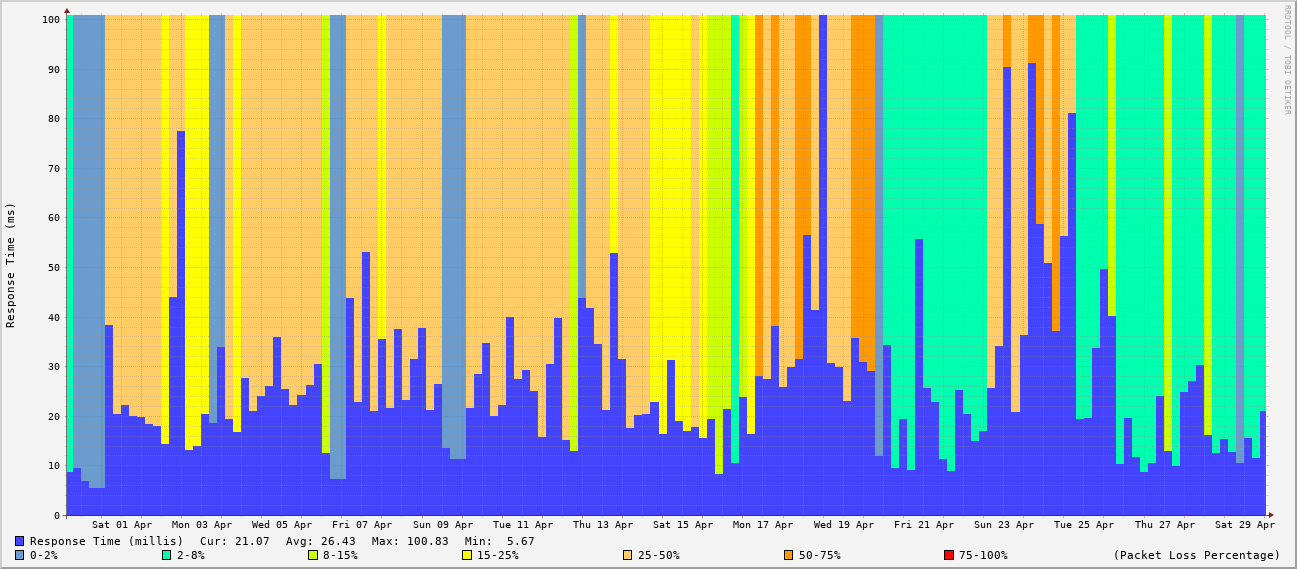 100
90
80
70
60
50
40
30
20
10
0
Response Time (ms)
RRDTOOL / TOBI OETIKER
Sat 01 Apr Mon 03 Apr Wed 05 Apr Fri 07 Apr Sun 09 Apr Tue 11 Apr Thu 13 Apr Sat 15 Apr Mon 17 Apr Wed 19 Apr Fri 21 Apr Sun 23 Apr Tue 25 Apr Thu 27 Apr Sat 29 Apr
Response Time (millis) Cur: 21.07 Avg: 26.43 Max: 100.83 Min: 5.67
0-2% 2-8% 8-15% 15-25% 25-50% 50-75% 75-100% (Packet Loss Percentage)